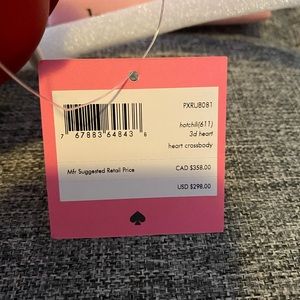 PXRUB081
7 67883 64843 6
hotchili(611)
3d heart
heart crossbody
Mfr Suggested Retail Price
CAD $358.00
USD $298.00